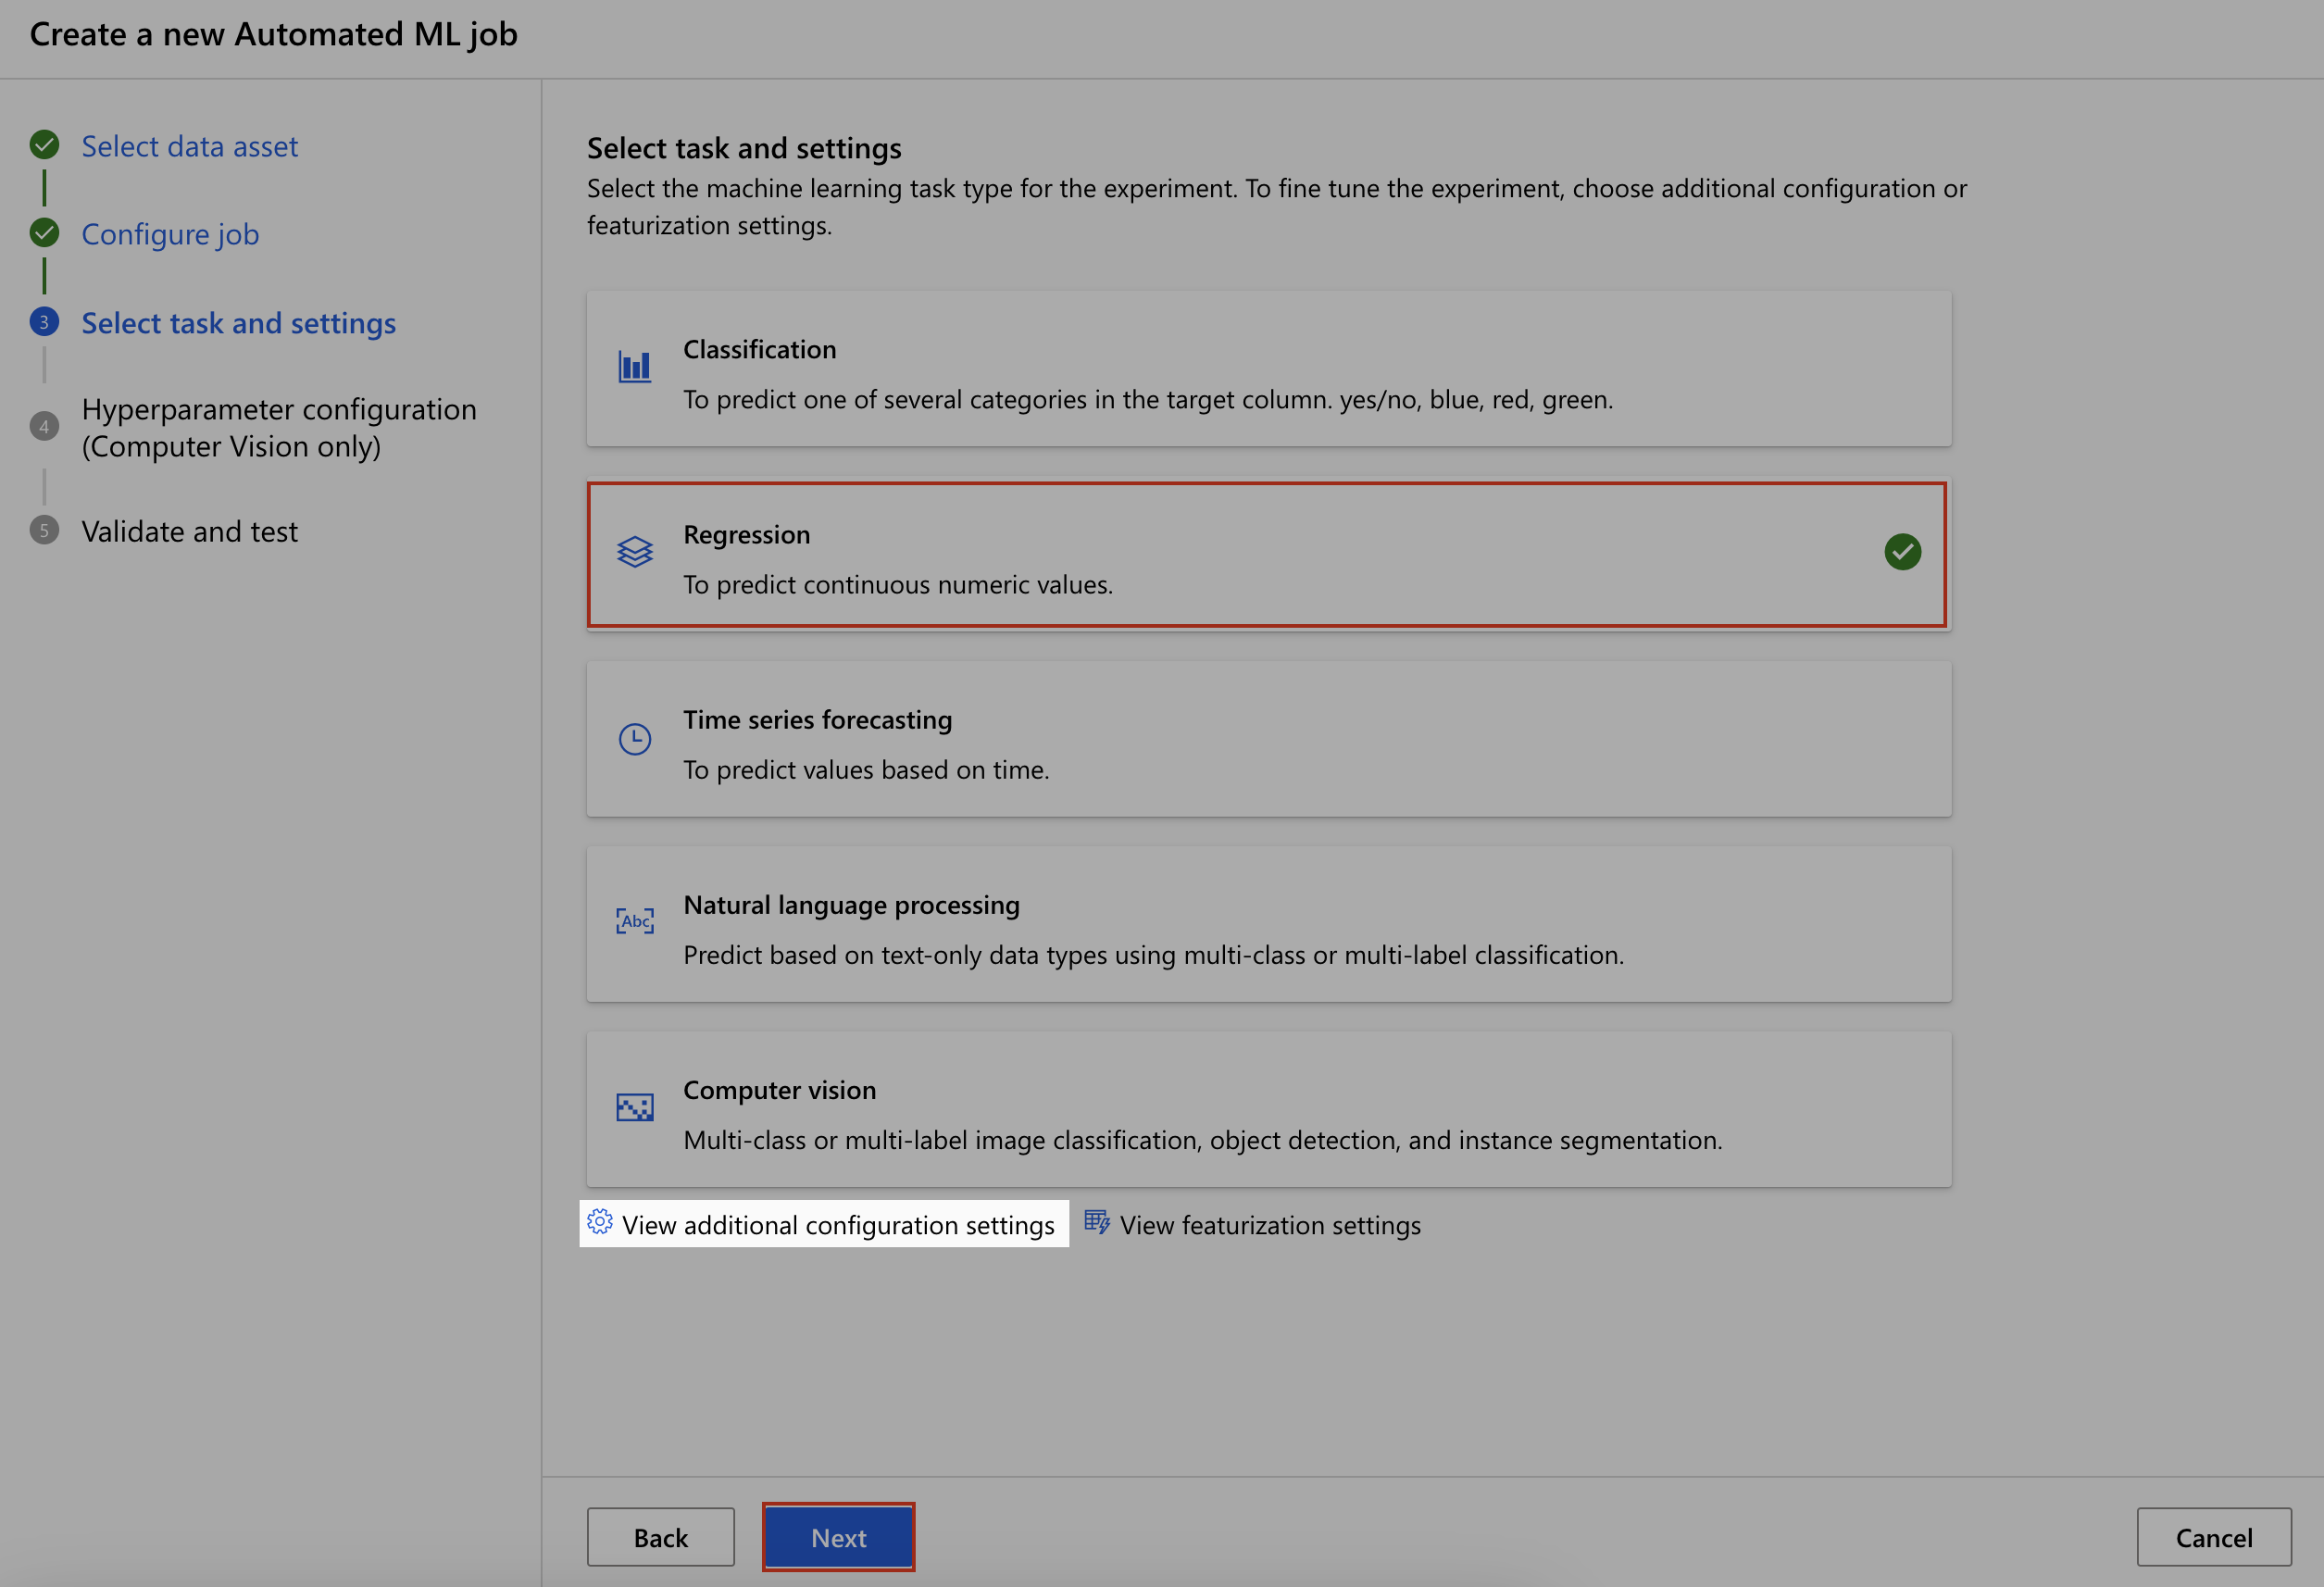 Create a new Automated ML job
Select data asset
Configure job
3
Select task and settings
4
Hyperparameter configuration
(Computer Vision only)
5
Validate and test
Select task and settings
Select the machine learning task type for the experiment. To fine tune the experiment, choose additional configuration or
featurization settings.
Classification
To predict one of several categories in the target column. yes/no, blue, red, green.
Regression
To predict continuous numeric values.
Time series forecasting
To predict values based on time.
Abc
Natural language processing
Predict based on text-only data types using multi-class or multi-label classification.
Computer vision
Multi-class or multi-label image classification, object detection, and instance segmentation.
View additional configuration settings
View featurization settings
Back
Next
Cancel